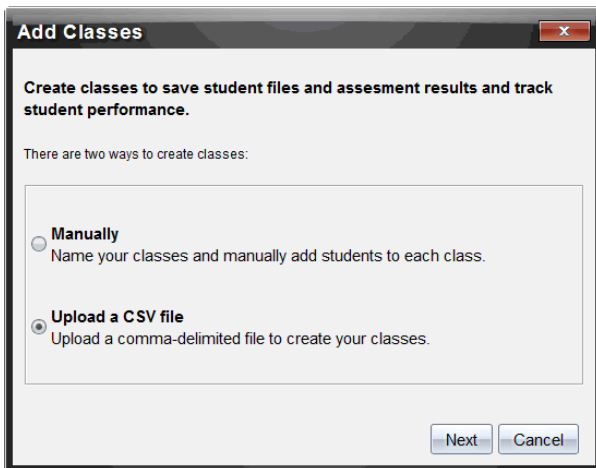 Add Classes
x
Create classes to save student files and assesment results and track
student performance.
There are two ways to create classes:
Manually
Name your classes and manually add students to each class.
Upload a CSV file
Upload a comma-delimited file to create your classes.
Next Cancel